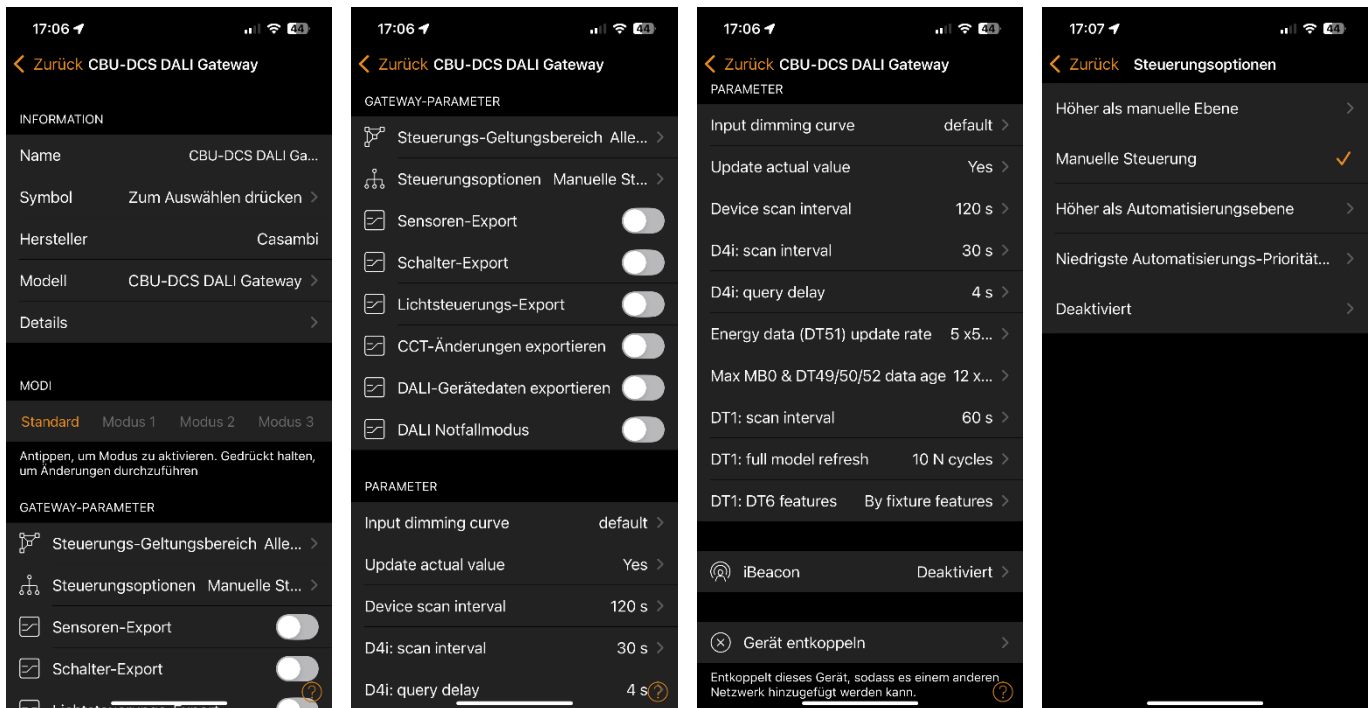 17:06
44
Zurück CBU-DCS DALI Gateway
INFORMATION
Name CBU-DCS DALI Ga...
Symbol Zum Auswählen drücken
Hersteller Casambi
Modell CBU-DCS DALI Gateway
Details
MODI
Standard Modus 1 Modus 2 Modus 3
Antippen, um Modus zu aktivieren. Gedrückt halten,
um Änderungen durchzuführen
GATEWAY-PARAMETER
Steuerungs-Geltungsbereich Alle...
Steuerungsoptionen Manuelle St...
Sensoren-Export
Schalter-Export
?
17:06
44
Zurück CBU-DCS DALI Gateway
GATEWAY-PARAMETER
Steuerungs-Geltungsbereich Alle...
Steuerungsoptionen Manuelle St...
Sensoren-Export
Schalter-Export
Lichtsteuerungs-Export
CCT-Änderungen exportieren
DALI-Gerätedaten exportieren
DALI Notfallmodus
PARAMETER
Input dimming curve default
Update actual value Yes
Device scan interval 120 s
D4i: scan interval 30 s
D4i: query delay 4 s
?
17:06
44
Zurück CBU-DCS DALI Gateway
PARAMETER
Input dimming curve default
Update actual value Yes
Device scan interval 120 s
D4i: scan interval 30 s
D4i: query delay 4 s
Energy data (DT51) update rate 5 x5...
Max MB0 & DT49/50/52 data age 12 x...
DT1: scan interval 60 s
DT1: full model refresh 10 N cycles
DT1: DT6 features By fixture features
iBeacon Deaktiviert
Gerät entkoppeln
Entkoppelt dieses Gerät, sodass es einem anderen
Netzwerk hinzugefügt werden kann.
?
17:07
44
Zurück Steuerungsoptionen
Höher als manuelle Ebene
Manuelle Steuerung
Höher als Automatisierungsebene
Niedrigste Automatisierungs-Priorität...
Deaktiviert